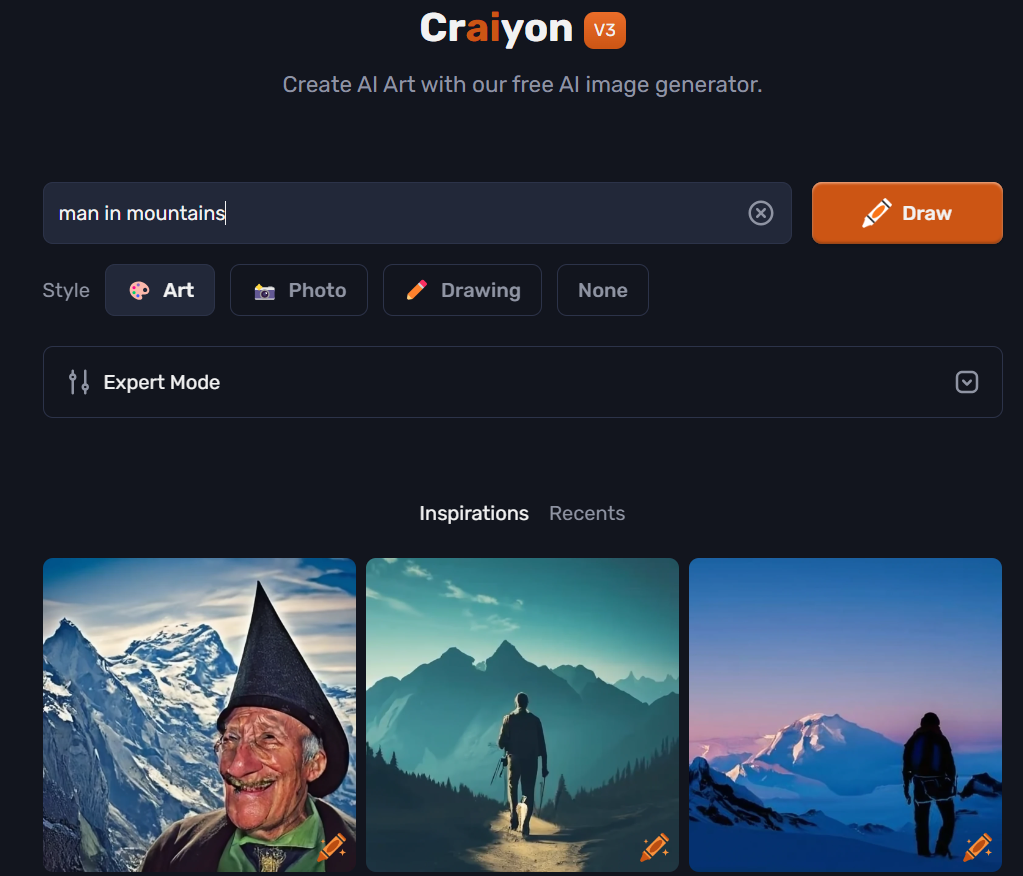 Craiyon V3
Create AI Art with our free AI image generator.
man in mountains
Draw
Style Art Photo Drawing None
Expert Mode
Inspirations Recents